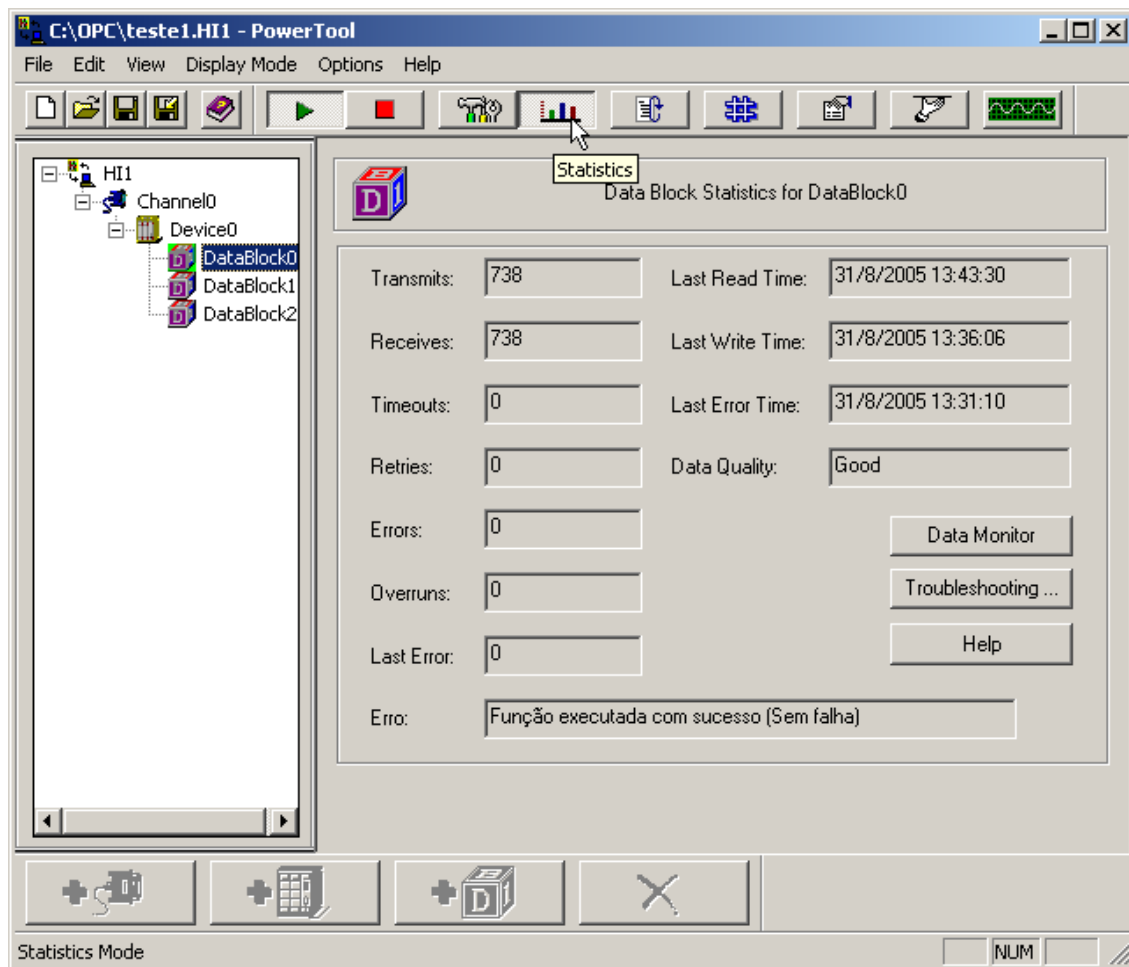 C:\OPC\teste1.HI1 - PowerTool
File Edit View Display Mode Options Help
Statistics
HI1
Channel0
Device0
DataBlock0
DataBlock1
DataBlock2
Data Block Statistics for DataBlock0
Transmits: 738 Last Read Time: 31/8/2005 13:43:30
Receives: 738 Last Write Time: 31/8/2005 13:36:06
Timeouts: 0 Last Error Time: 31/8/2005 13:31:10
Retries: 0 Data Quality: Good
Errors: 0 Data Monitor
Overruns: 0 Troubleshooting ...
Last Error: 0 Help
Erro: Função executada com sucesso (Sem falha)
Statistics Mode NUM